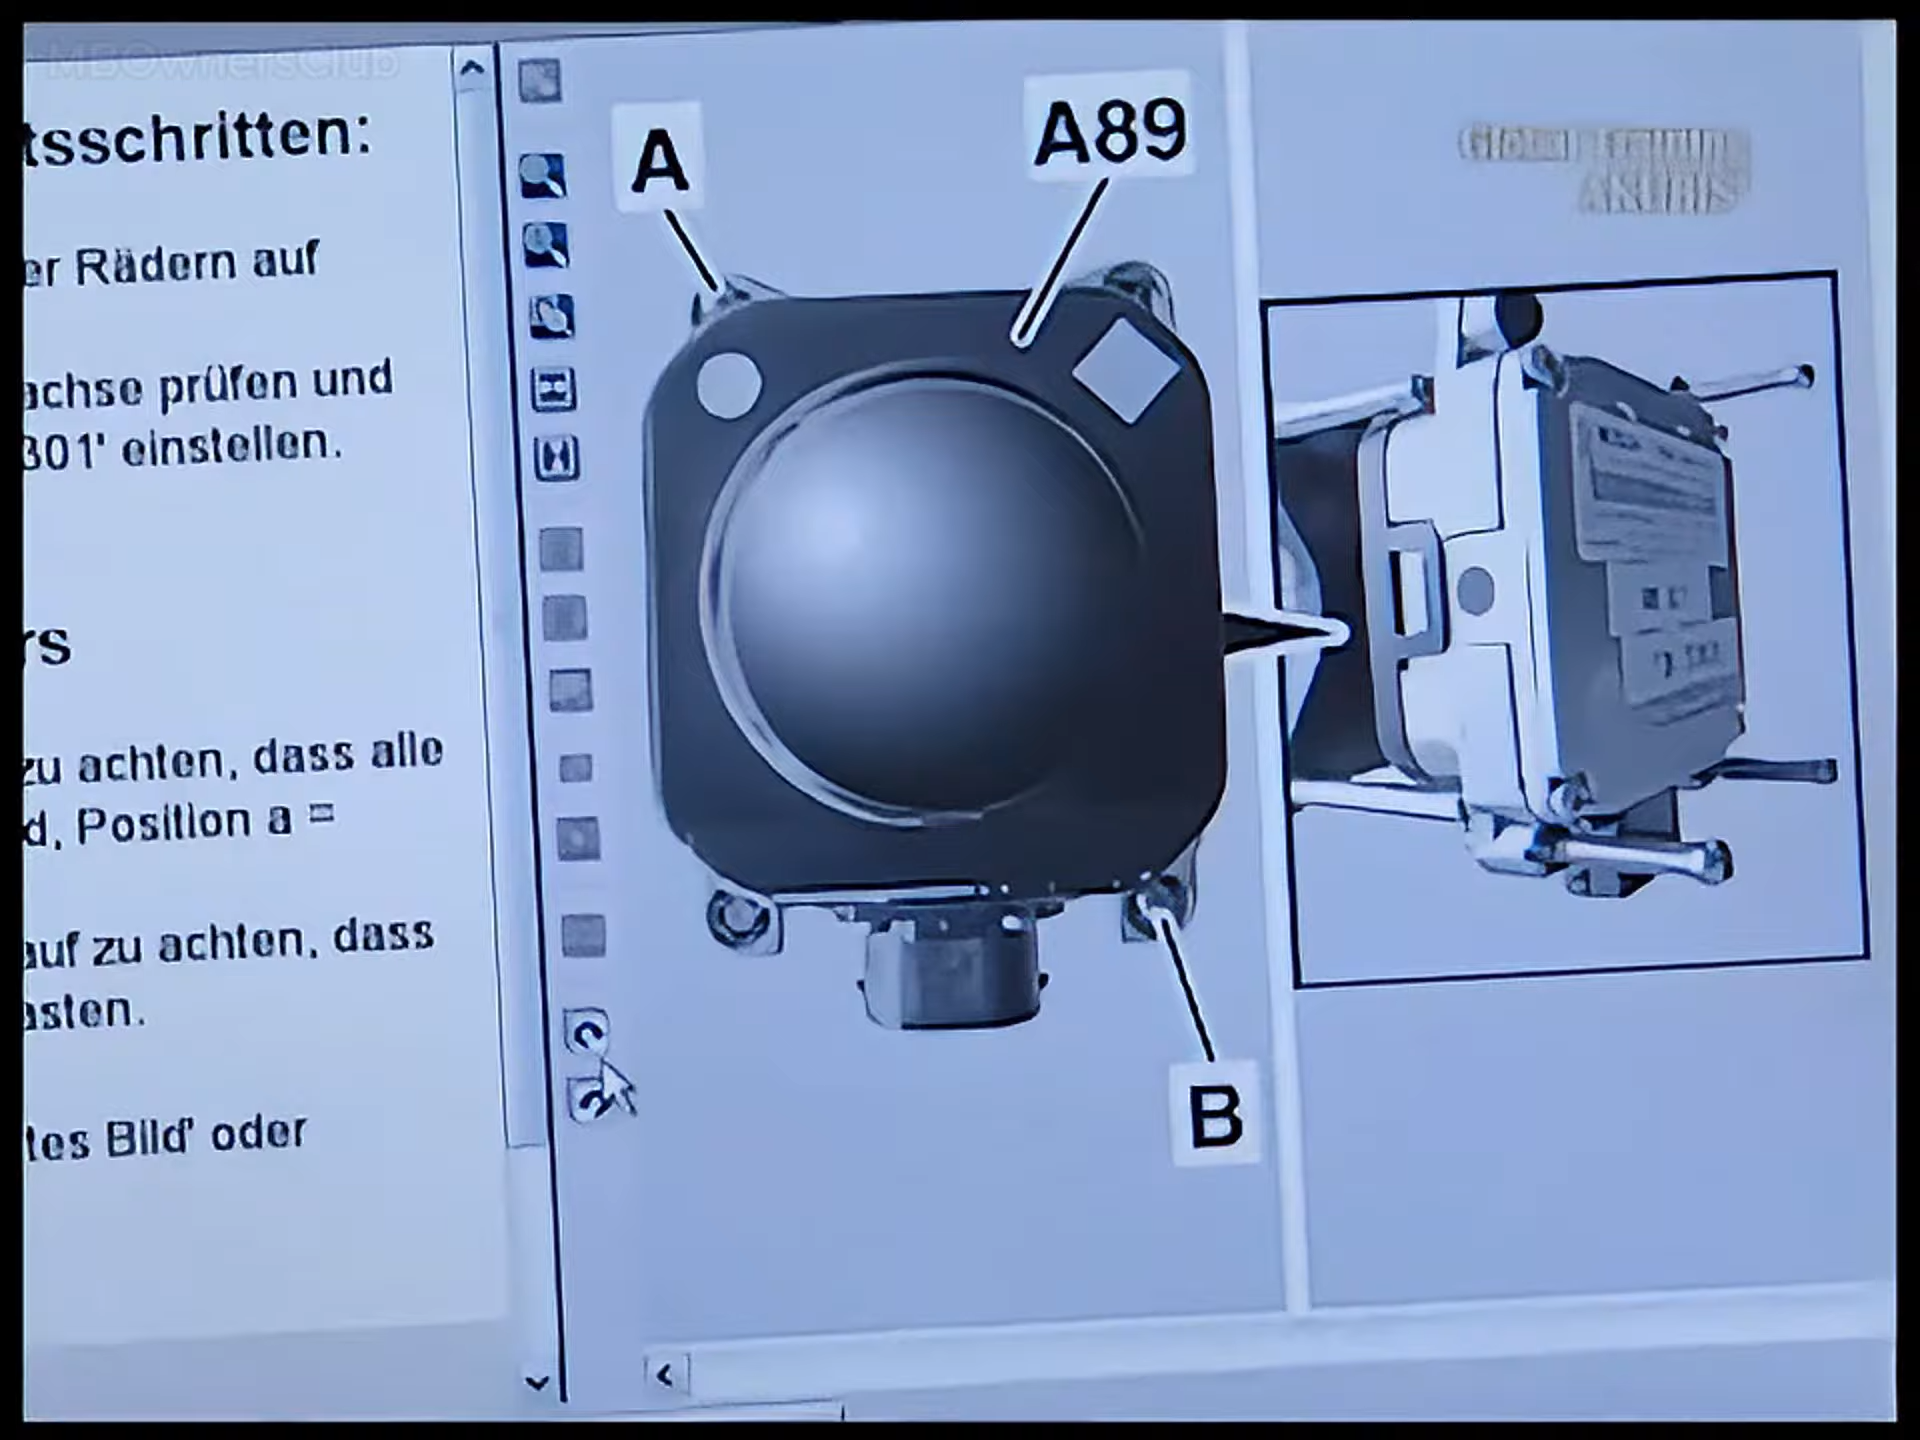 MBOwnersClub
tsschritten:
er Rädern auf
achse prüfen und
301' einstellen.
rs
zu achten, dass alle
d, Position a =
auf zu achten, dass
asten.
tes Bild' oder
A
A89
B